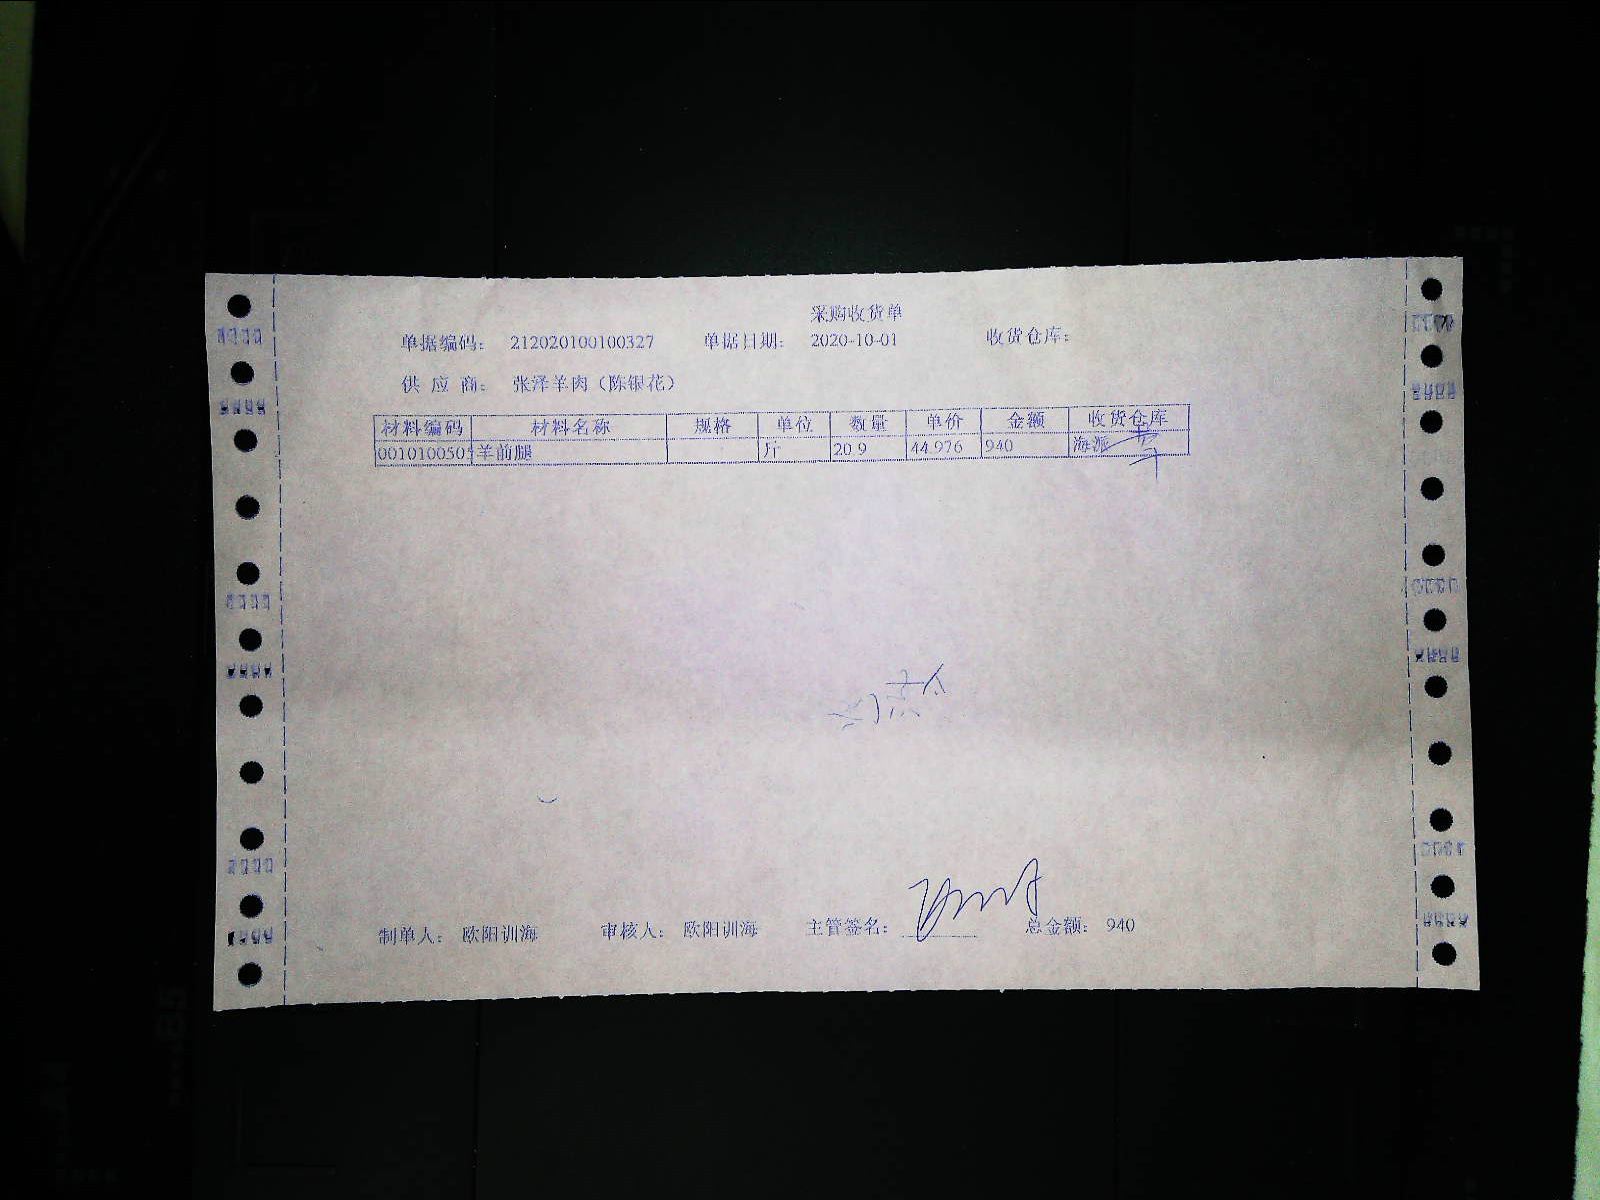 采购收货单
单据编码： 212020100100327 单据日期： 2020-10-01 收货仓库：
供 应 商： 张泽羊肉（陈银花）
材料编码 材料名称 规格 单位 数量 单价 金额 收货仓库
0010100505 羊前腿 斤 20.9 44.976 940 海派
制单人： 欧阳训海 审核人： 欧阳训海 主管签名： 总金额： 940